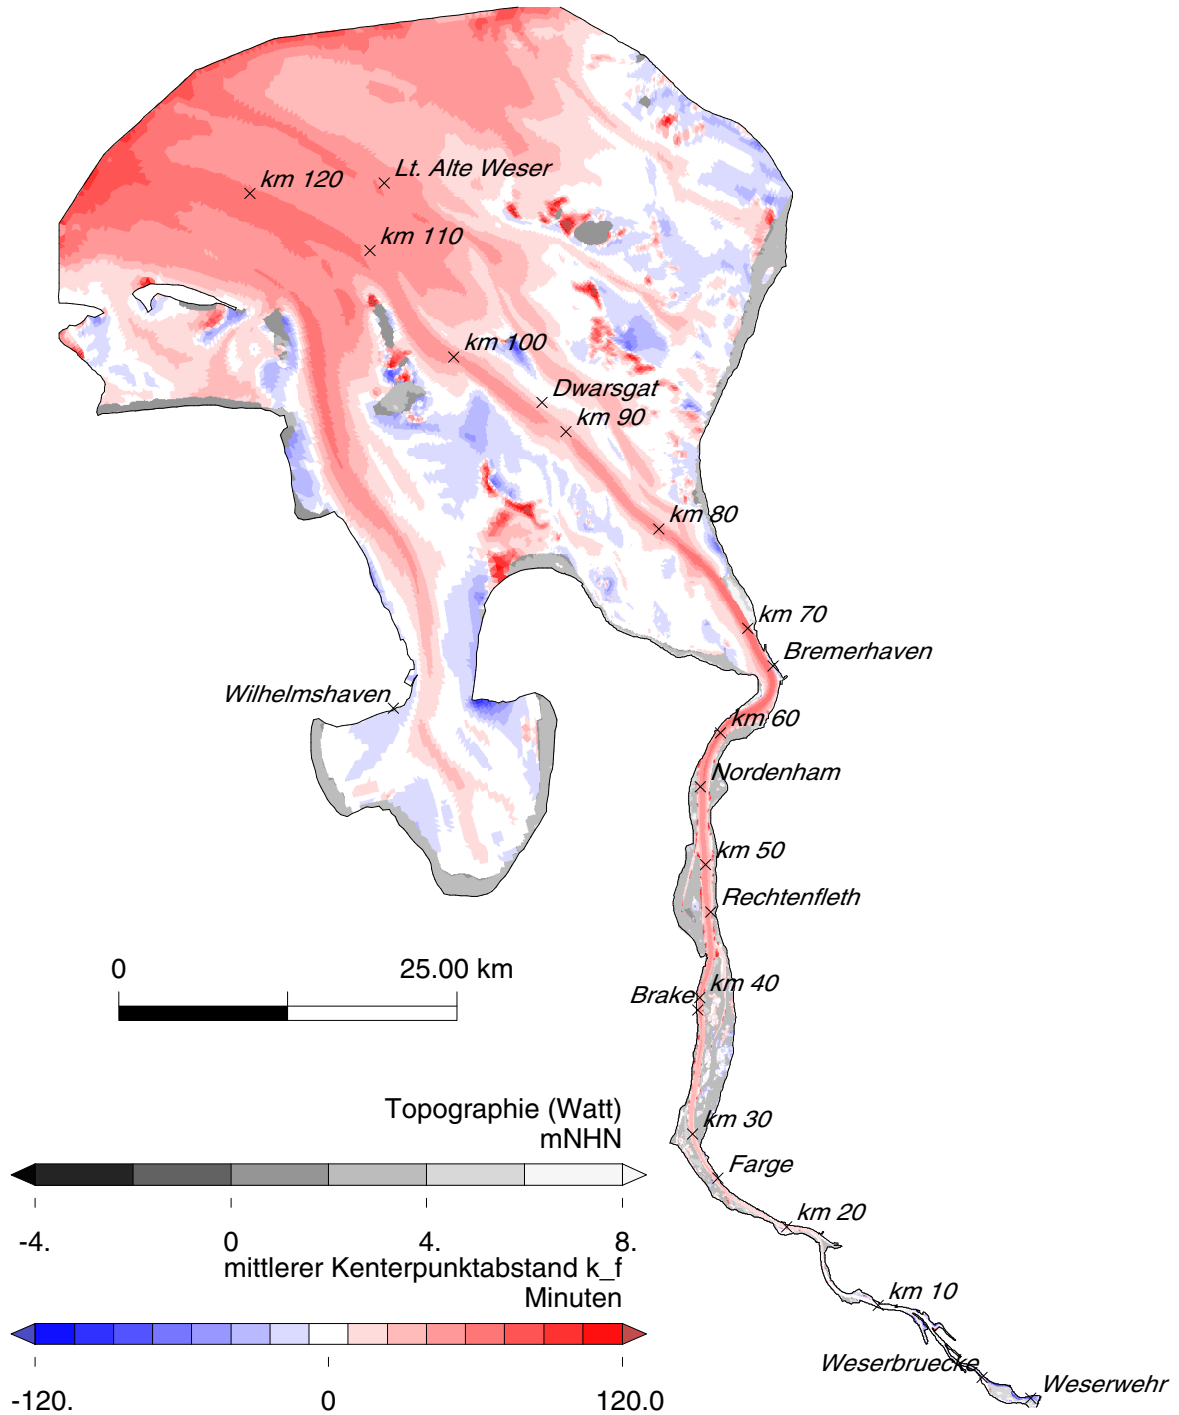 Lt. Alte Weser
km 120
km 110
km 100
Dwarsgat
km 90
km 80
km 70
Bremerhaven
Wilhelmshaven
km 60
Nordenham
km 50
Rechtenfleth
0 25.00 km
km 40
Brake
Topographie (Watt)
mNHN
km 30
Farge
km 20
-4. 0 4. 8.
mittlerer Kenterpunktabstand k_f
Minuten
km 10
Weserbruecke
Weserwehr
-120. 0 120.0